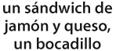 un sándwich de
jamón y queso,
un bocadillo